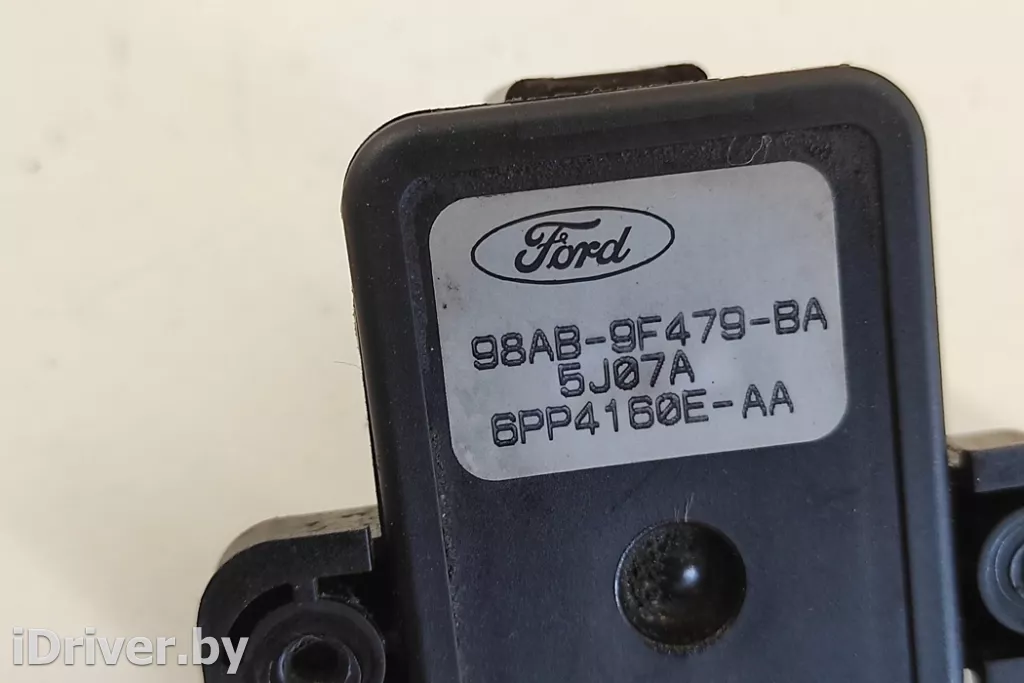 Ford
98AB-9F479-BA
5J07A
6PP4160E-AA
iDriver.by